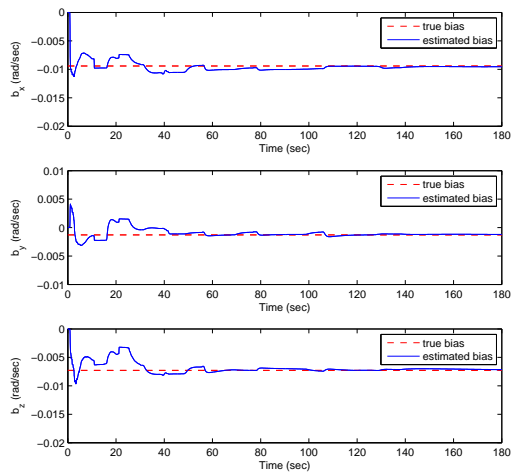 0
−0.005
−0.01
−0.015
−0.02
b_x (rad/sec)
true bias
estimated bias
0 20 40 60 80 100 120 140 160 180
Time (sec)
0.01
0.005
0
−0.005
−0.01
b_y (rad/sec)
true bias
estimated bias
0 20 40 60 80 100 120 140 160 180
Time (sec)
0
−0.005
−0.01
−0.015
−0.02
b_z (rad/sec)
true bias
estimated bias
0 20 40 60 80 100 120 140 160 180
Time (sec)